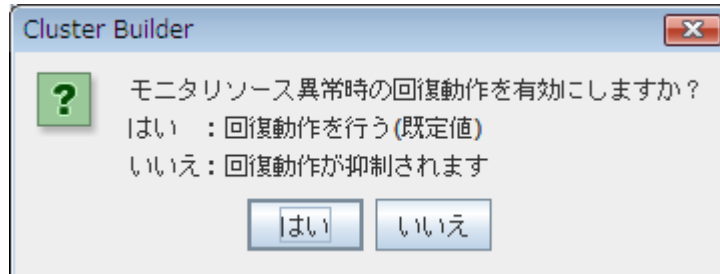 Cluster Builder
モニタリソース異常時の回復動作を有効にしますか？
はい　：回復動作を行う(既定値)
いいえ：回復動作が抑制されます
はい いいえ